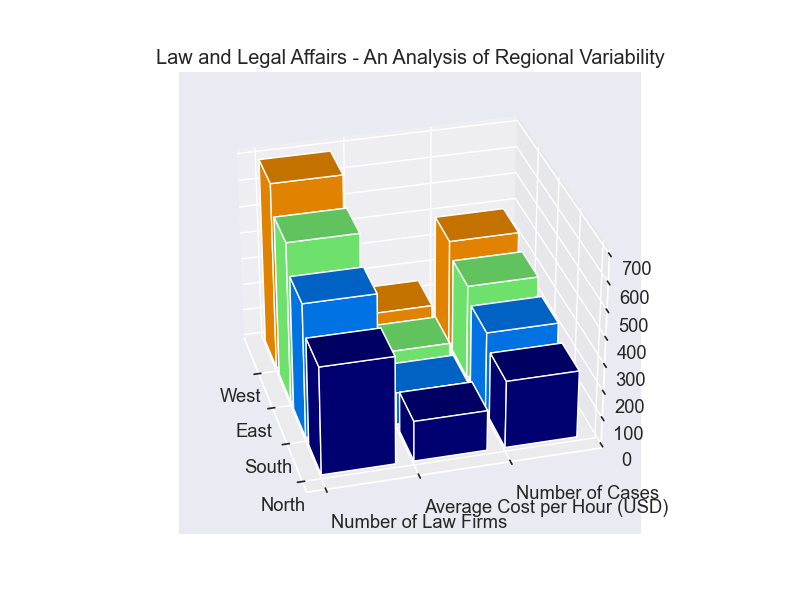 Law and Legal Affairs - An Analysis of Regional Variability
700
600
500
400
300
200
100
0
West
East
South
North
Number of Cases
Average Cost per Hour (USD)
Number of Law Firms